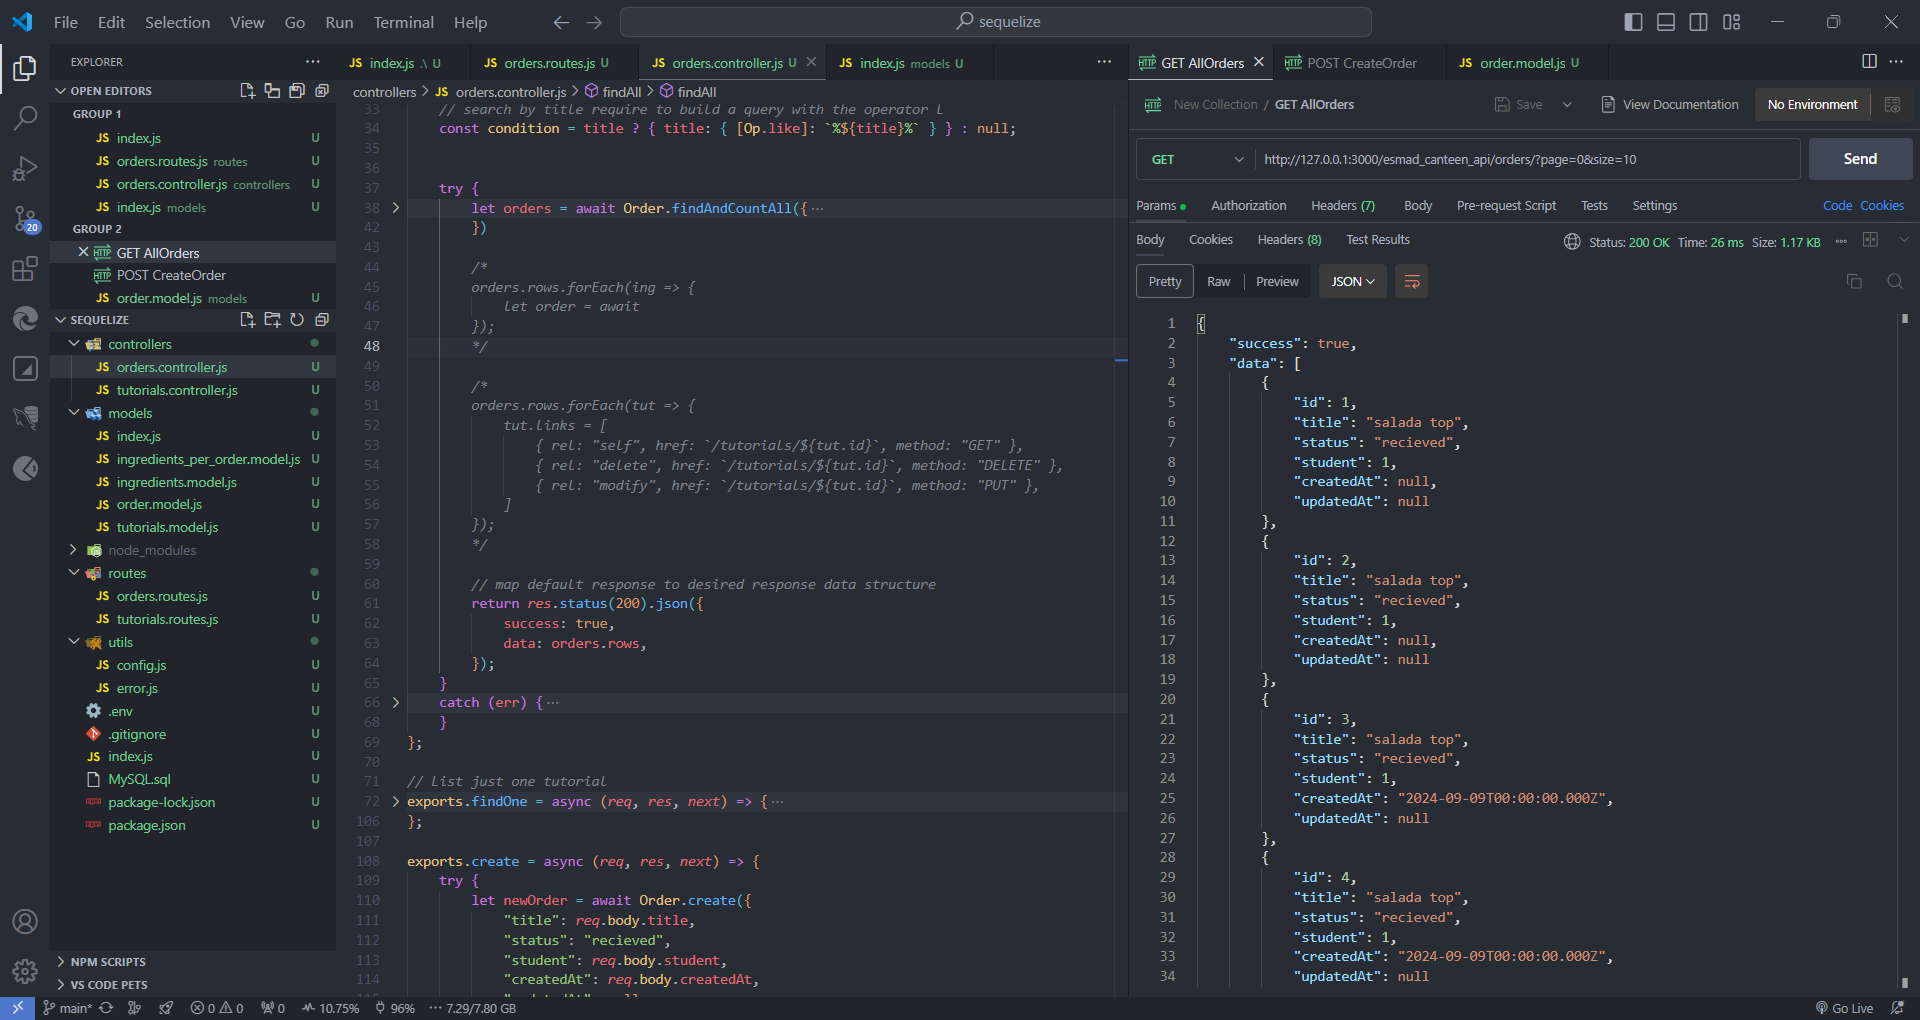 File Edit Selection View Go Run Terminal Help
sequelize
EXPLORER
OPEN EDITORS
GROUP 1
JS index.js U
JS orders.routes.js routes U
JS orders.controller.js controllers U
JS index.js models U
GROUP 2
HTTP GET AllOrders
HTTP POST CreateOrder
JS order.model.js models U
SEQUELIZE
controllers
JS orders.controller.js U
JS tutorials.controller.js U
models
JS index.js U
JS ingredients_per_order.model.js U
JS ingredients.model.js U
JS order.model.js U
JS tutorials.model.js U
node_modules
routes
JS orders.routes.js U
JS tutorials.routes.js U
utils
JS config.js U
JS error.js U
.env U
.gitignore U
JS index.js U
MySQL.sql U
package-lock.json U
package.json U
NPM SCRIPTS
VS CODE PETS
20
JS index.js .\ U JS orders.routes.js U JS orders.controller.js U JS index.js models U
controllers > JS orders.controller.js > findAll > findAll
33 // search by title require to build a query with the operator L
34 const condition = title ? { title: { [Op.like]: `%${title}%` } } : null;
35
36
37 try {
38 let orders = await Order.findAndCountAll({ ···
42 })
43
44 /*
45 orders.rows.forEach(ing => {
46 let order = await
47 });
48 */
49
50 /*
51 orders.rows.forEach(tut => {
52 tut.links = [
53 { rel: "self", href: `/tutorials/${tut.id}`, method: "GET" },
54 { rel: "delete", href: `/tutorials/${tut.id}`, method: "DELETE" },
55 { rel: "modify", href: `/tutorials/${tut.id}`, method: "PUT" },
56 ]
57 });
58 */
59
60 // map default response to desired response data structure
61 return res.status(200).json({
62 success: true,
63 data: orders.rows,
64 });
65 }
66 catch (err) { ···
68 }
69 };
70
71 // List just one tutorial
72 exports.findOne = async (req, res, next) => { ···
106 };
107
108 exports.create = async (req, res, next) => {
109 try {
110 let newOrder = await Order.create({
111 "title": req.body.title,
112 "status": "recieved",
113 "student": req.body.student,
114 "createdAt": req.body.createdAt,
HTTP GET AllOrders HTTP POST CreateOrder JS order.model.js U
HTTP New Collection / GET AllOrders Save View Documentation No Environment
GET http://127.0.0.1:3000/esmad_canteen_api/orders/?page=0&size=10 Send
Params Authorization Headers (7) Body Pre-request Script Tests Settings Code Cookies
Body Cookies Headers (8) Test Results Status: 200 OK Time: 26 ms Size: 1.17 KB
Pretty Raw Preview JSON
1 {
2 "success": true,
3 "data": [
4 {
5 "id": 1,
6 "title": "salada top",
7 "status": "recieved",
8 "student": 1,
9 "createdAt": null,
10 "updatedAt": null
11 },
12 {
13 "id": 2,
14 "title": "salada top",
15 "status": "recieved",
16 "student": 1,
17 "createdAt": null,
18 "updatedAt": null
19 },
20 {
21 "id": 3,
22 "title": "salada top",
23 "status": "recieved",
24 "student": 1,
25 "createdAt": "2024-09-09T00:00:00.000Z",
26 "updatedAt": null
27 },
28 {
29 "id": 4,
30 "title": "salada top",
31 "status": "recieved",
32 "student": 1,
33 "createdAt": "2024-09-09T00:00:00.000Z",
34 "updatedAt": null
main* 0 0 0 10.75% 96% 7.29/7.80 GB Go Live